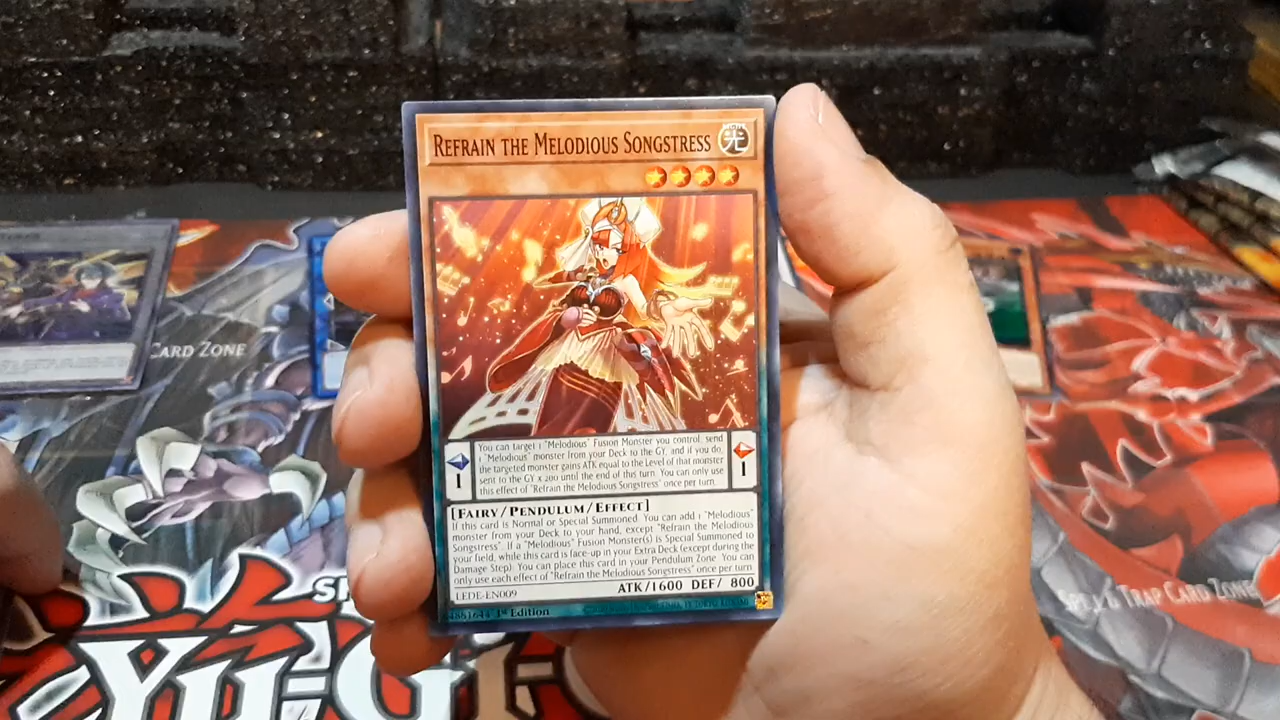 REFRAIN THE MELODIOUS SONGSTRESS
光
You can target 1 "Melodious" Fusion Monster you control, send
1 "Melodious" monster from your Deck to the GY, and if you do,
the targeted monster gains ATK equal to the Level of that monster
sent to the GY x 200 until the end of this turn. You can only use
this effect of "Refrain the Melodious Songstress" once per turn.
1
1
[FAIRY/PENDULUM/EFFECT]
If this card is Normal or Special Summoned: You can add 1 "Melodious"
monster from your Deck to your hand, except "Refrain the Melodious
Songstress". If a "Melodious" Fusion Monster(s) is Special Summoned to
your field, while this card is face-up in your Extra Deck (except during the
Damage Step): You can place this card in your Pendulum Zone. You can
only use each effect of "Refrain the Melodious Songstress" once per turn.
LEDE-EN009
ATK/1600 DEF/ 800
1st Edition
CARD ZONE
SPELL & TRAP CARD ZONE
SP
YU-G